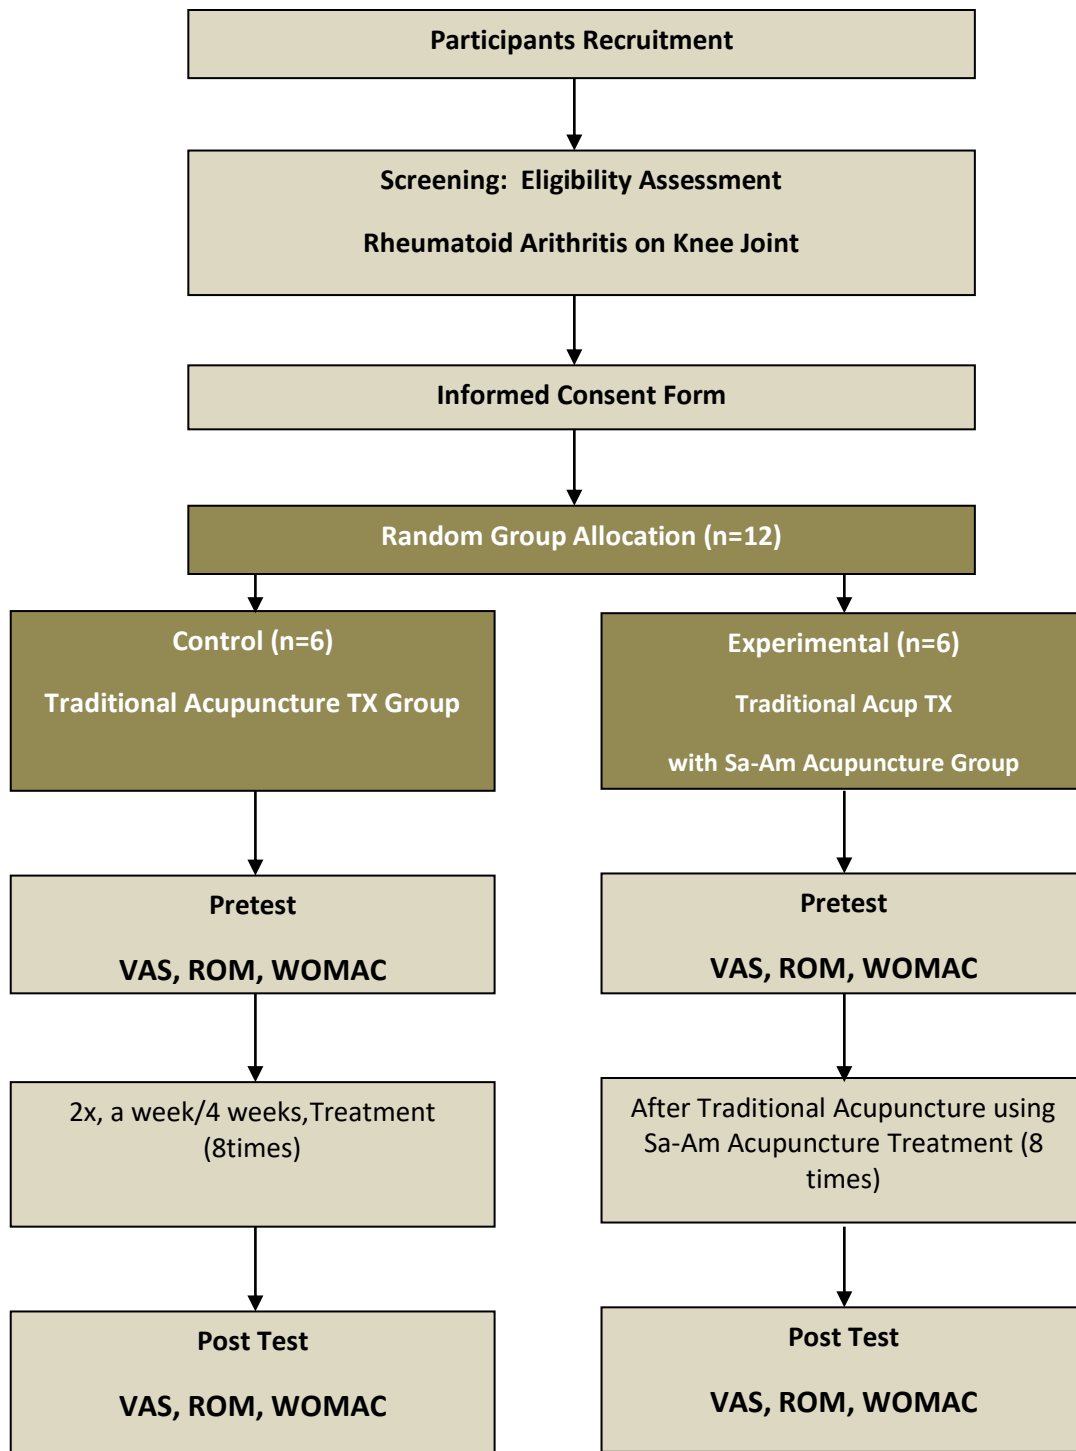 Participants Recruitment
Screening:  Eligibility Assessment
Rheumatoid Arithritis on Knee Joint
Informed Consent Form
Random Group Allocation (n=12)
Control (n=6)
Traditional Acupuncture TX Group
Experimental (n=6)
Traditional Acup TX
with Sa-Am Acupuncture Group
Pretest
VAS, ROM, WOMAC
Pretest
VAS, ROM, WOMAC
2x, a week/4 weeks,Treatment
(8times)
After Traditional Acupuncture using
Sa-Am Acupuncture Treatment (8
times)
Post Test
VAS, ROM, WOMAC
Post Test
VAS, ROM, WOMAC